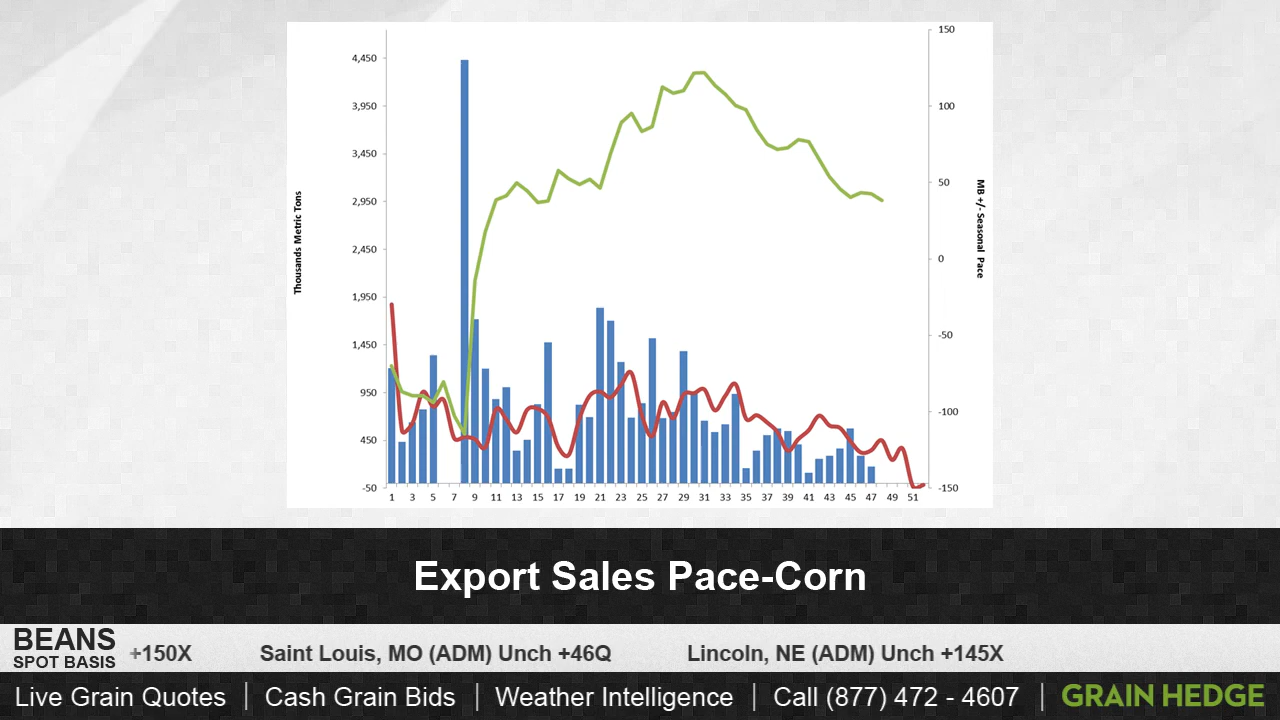 150
4,450
100
3,950
3,450
50
2,950
Thousands Metric Tons
MB +/- Seasonal Pace
2,450
0
1,950
-50
1,450
950
-100
450
-50
-150
1 3 5 7 9 11 13 15 17 19 21 23 25 27 29 31 33 35 37 39 41 43 45 47 49 51
Export Sales Pace-Corn
BEANS
SPOT BASIS
+150X Saint Louis, MO (ADM) Unch +46Q Lincoln, NE (ADM) Unch +145X
Live Grain Quotes | Cash Grain Bids | Weather Intelligence | Call (877) 472 - 4607 | GRAIN HEDGE